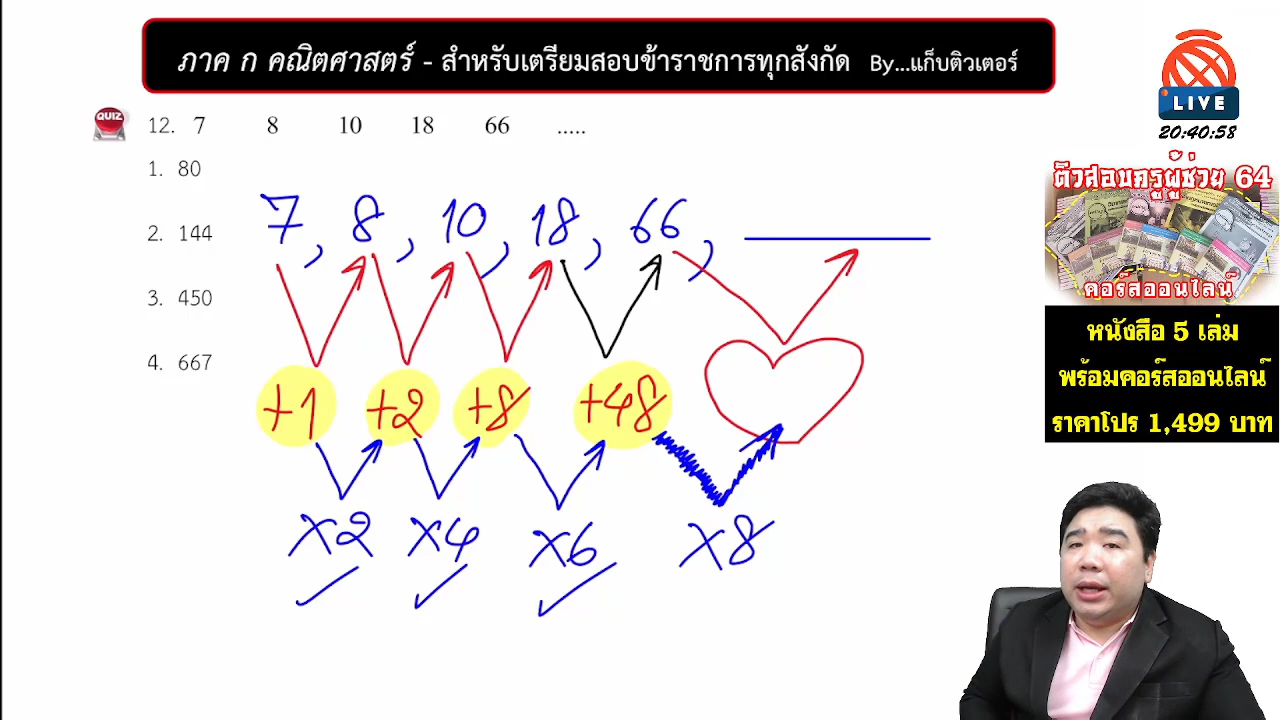 ภาค ก คณิตศาสตร์ - สำหรับเตรียมสอบข้าราชการทุกสังกัด By...แก็บติวเตอร์
LIVE
20:40:58
QUIZ
12. 7 8 10 18 66 .....
1. 80
2. 144
3. 450
4. 667
7, 8, 10, 18, 66,
+1 +2 +8 +48
×2 ×4 ×6 ×8
ติวสอบครูผู้ช่วย 64
คอร์สออนไลน์
หนังสือ 5 เล่ม
พร้อมคอร์สออนไลน์
ราคาโปร 1,499 บาท